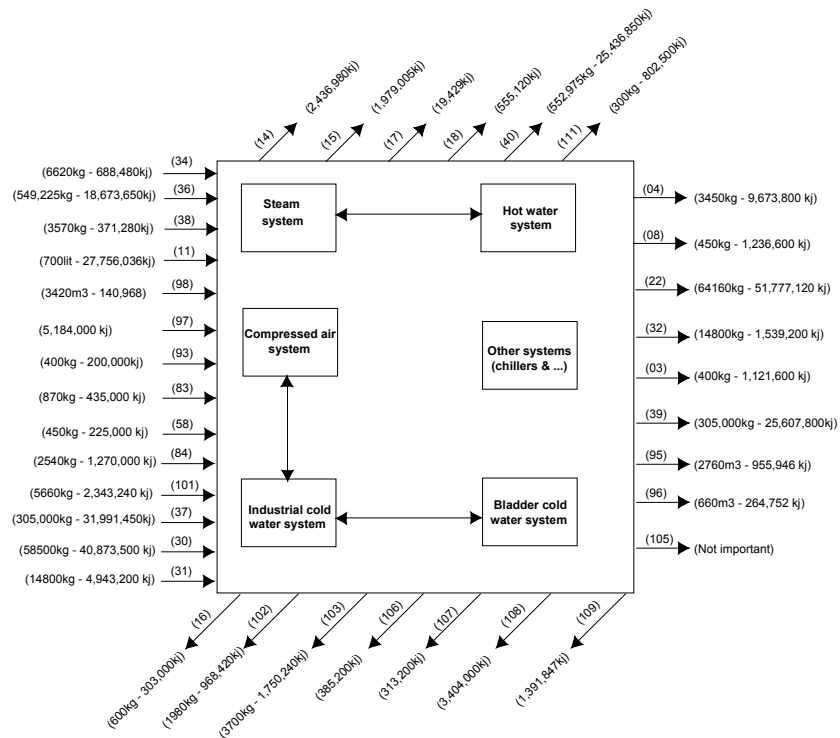 (2,436,980kj)
(1,979,005kj)
(19,429kj)
(555,120kj)
(552,975kg - 25,436,850kj)
(300kg - 802,500kj)
(14)
(15)
(17)
(18)
(40)
(111)
(34)
(6620kg - 688,480kj)
(36)
(549,225kg - 18,673,650kj)
(38)
(3570kg - 371,280kj)
(11)
(700lit - 27,756,036kj)
(98)
(3420m3 - 140,968)
(97)
(5,184,000 kj)
(93)
(400kg - 200,000kj)
(83)
(870kg - 435,000 kj)
(58)
(450kg - 225,000 kj)
(84)
(2540kg - 1,270,000 kj)
(101)
(5660kg - 2,343,240 kj)
(37)
(305,000kg - 31,991,450kj)
(30)
(58500kg - 40,873,500 kj)
(31)
(14800kg - 4,943,200 kj)
Steam
system
Hot water
system
Compressed air
system
Other systems
(chillers & ...)
Industrial cold
water system
Bladder cold
water system
(04)
(3450kg - 9,673,800 kj)
(08)
(450kg - 1,236,600 kj)
(22)
(64160kg - 51,777,120 kj)
(32)
(14800kg - 1,539,200 kj)
(03)
(400kg - 1,121,600 kj)
(39)
(305,000kg - 25,607,800kj)
(95)
(2760m3 - 955,946 kj)
(96)
(660m3 - 264,752 kj)
(105)
(Not important)
(16)
(102)
(103)
(106)
(107)
(108)
(109)
(600kg - 303,000kj)
(1980kg - 968,420kj)
(3700kg - 1,750,240kj)
(385,200kj)
(313,200kj)
(3,404,000kj)
(1,391,847kj)